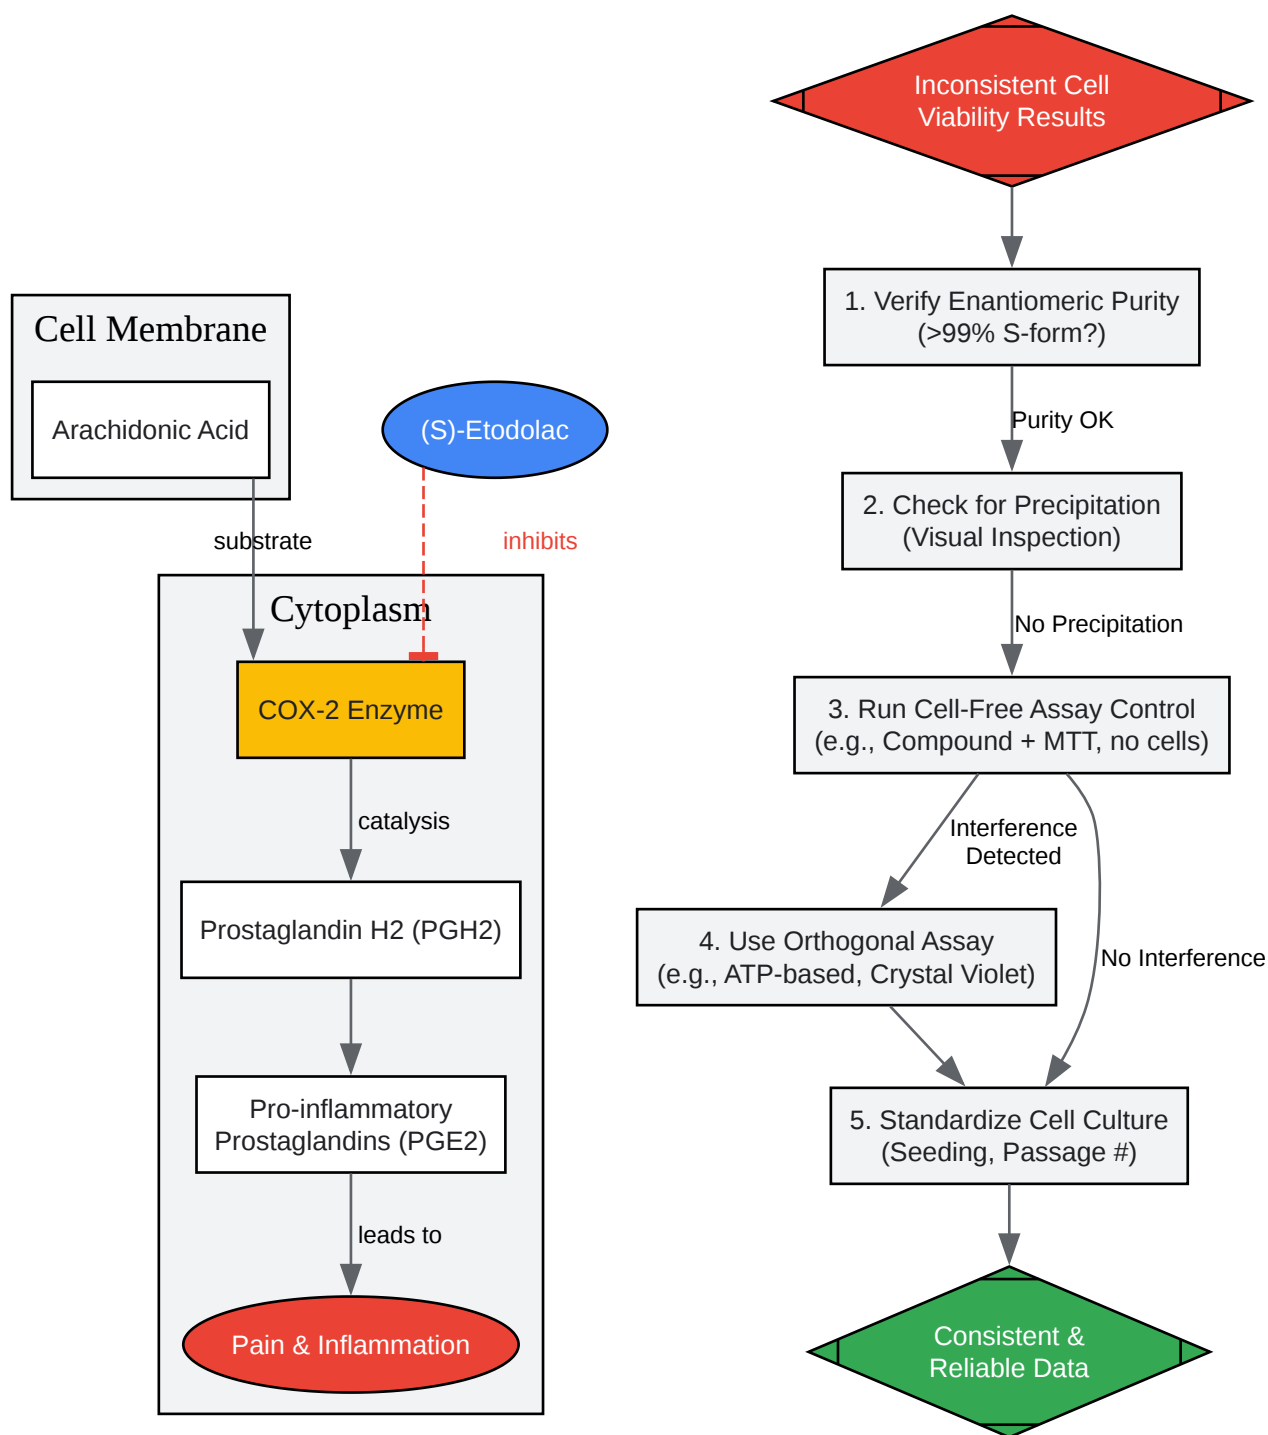 Cell Membrane
Arachidonic Acid
(S)-Etodolac
substrate
inhibits
Cytoplasm
COX-2 Enzyme
catalysis
Prostaglandin H2 (PGH2)
Pro-inflammatory
Prostaglandins (PGE2)
leads to
Pain & Inflammation
Inconsistent Cell
Viability Results
1. Verify Enantiomeric Purity
(>99% S-form?)
Purity OK
2. Check for Precipitation
(Visual Inspection)
No Precipitation
3. Run Cell-Free Assay Control
(e.g., Compound + MTT, no cells)
Interference
Detected
4. Use Orthogonal Assay
(e.g., ATP-based, Crystal Violet)
No Interference
5. Standardize Cell Culture
(Seeding, Passage #)
Consistent &
Reliable Data